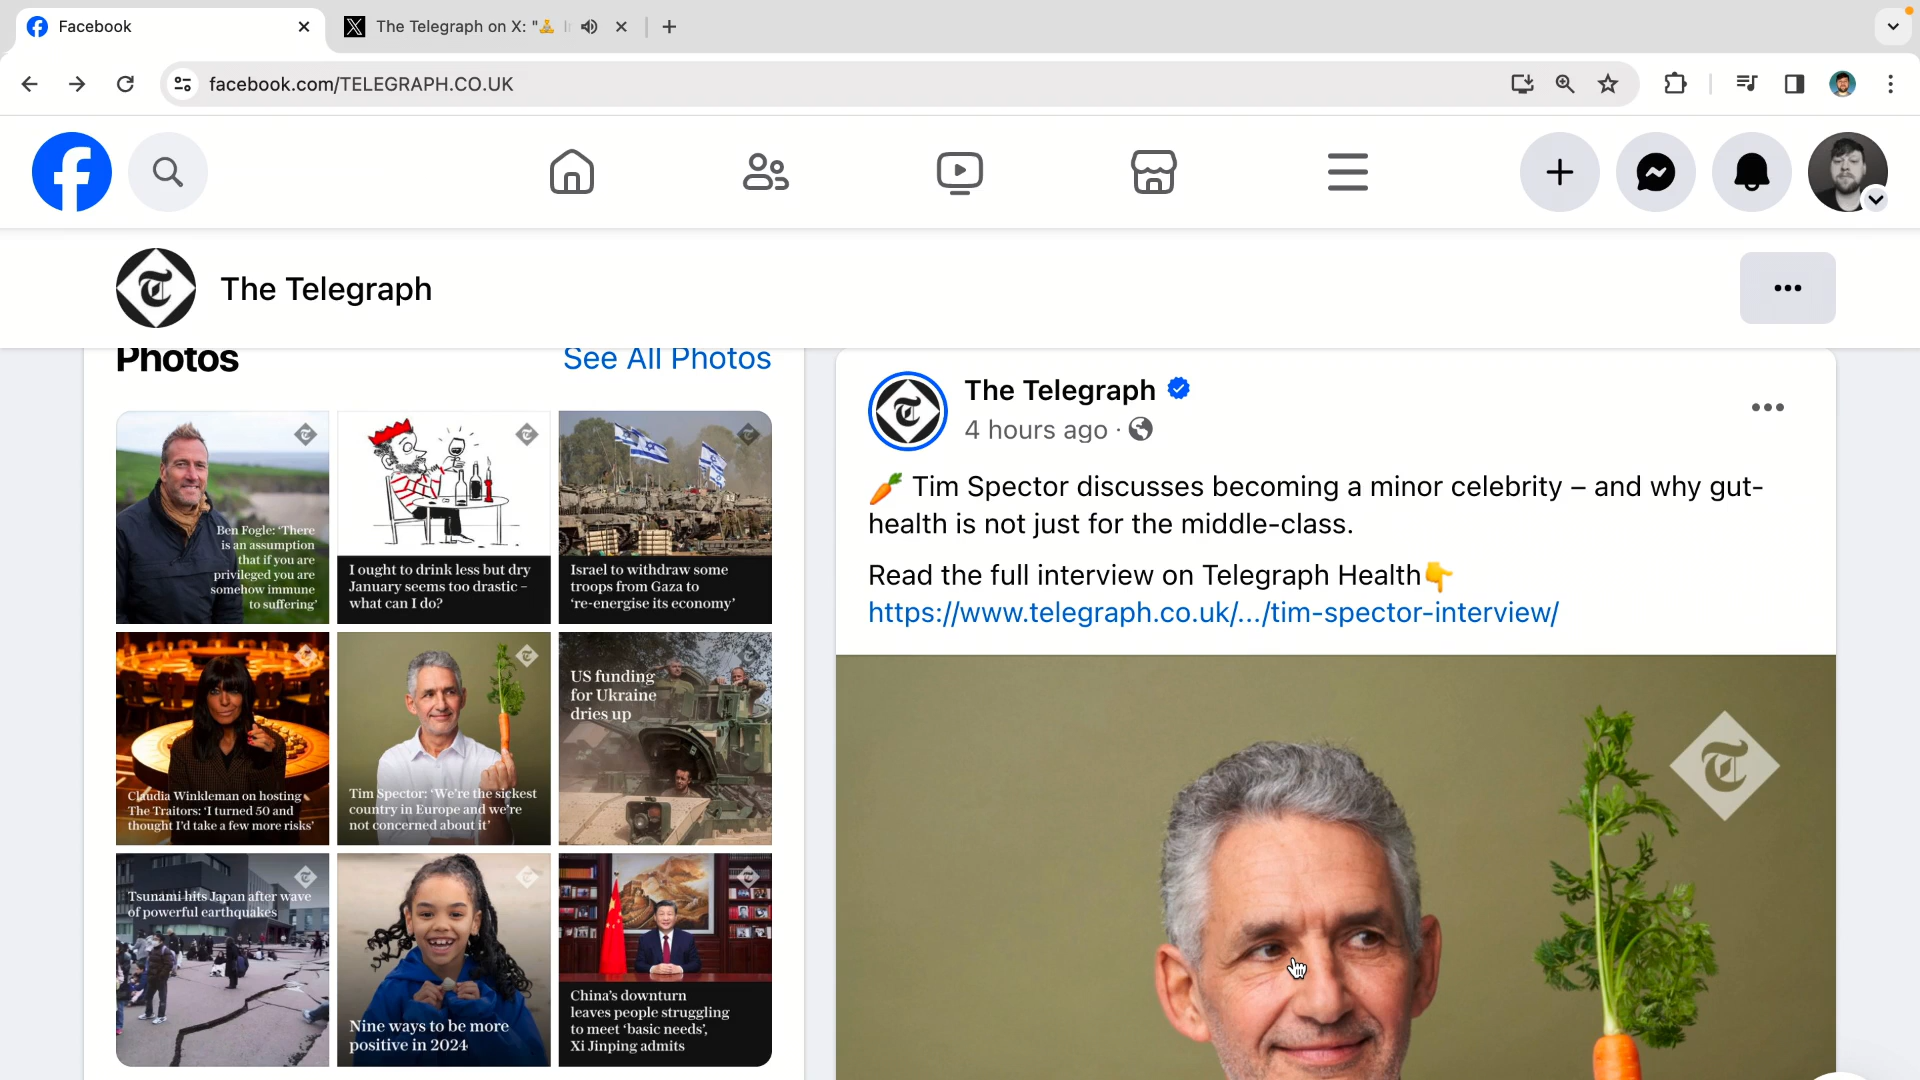 Facebook
The Telegraph on X: "🙏 I
facebook.com/TELEGRAPH.CO.UK
The Telegraph
Photos
See All Photos
Ben Fogle: ‘There
is an assumption
that if you are
privileged you are
somehow immune
to suffering’
I ought to drink less but dry
January seems too drastic –
what can I do?
Israel to withdraw some
troops from Gaza to
‘re-energise its economy’
Claudia Winkleman on hosting
The Traitors: ‘I turned 50 and
thought I’d take a few more risks’
Tim Spector: ‘We’re the sickest
country in Europe and we’re
not concerned about it’
US funding
for Ukraine
dries up
Tsunami hits Japan after wave
of powerful earthquakes
Nine ways to be more
positive in 2024
China’s downturn
leaves people struggling
to meet ‘basic needs’,
Xi Jinping admits
The Telegraph
4 hours ago ·
🥕 Tim Spector discusses becoming a minor celebrity – and why gut-
health is not just for the middle-class.
Read the full interview on Telegraph Health👇
https://www.telegraph.co.uk/.../tim-spector-interview/